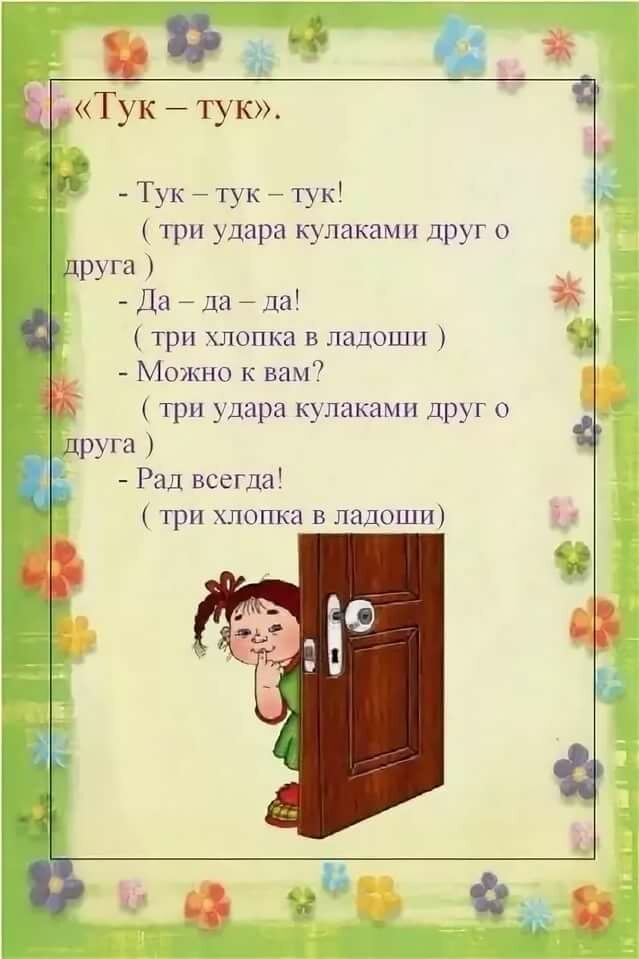 «Тук – тук».
- Тук – тук – тук!
( три удара кулаками друг о
друга )
- Да – да – да!
( три хлопка в ладоши )
- Можно к вам?
( три удара кулаками друг о
друга )
- Рад всегда!
( три хлопка в ладоши)